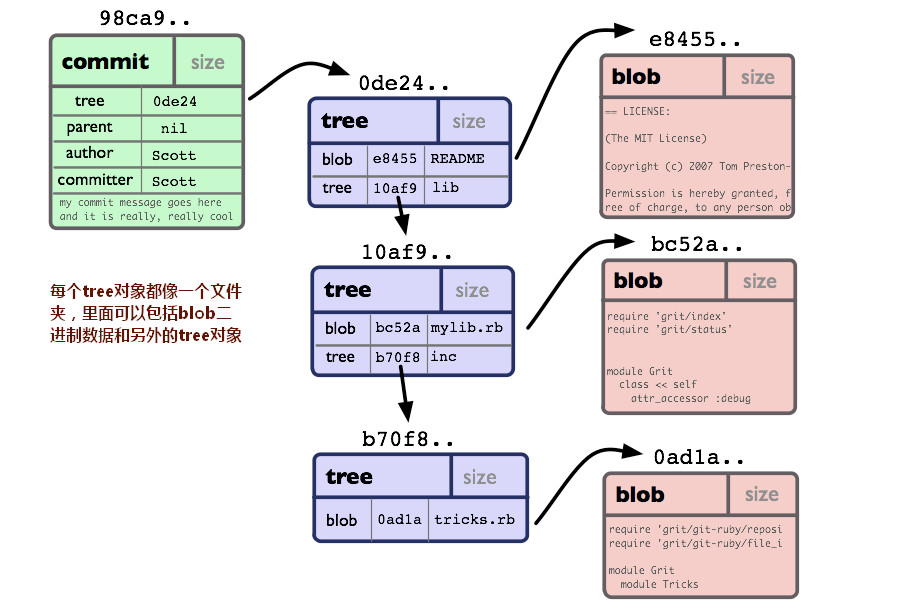 98ca9..
commit size
tree 0de24
parent nil
author Scott
committer Scott
my commit message goes here
and it is really, really cool
每个tree对象都像一个文件
夹，里面可以包括blob二
进制数据和另外的tree对象
0de24..
tree size
blob e8455 README
tree 10af9 lib
10af9..
tree size
blob bc52a mylib.rb
tree b70f8 inc
b70f8..
tree size
blob 0ad1a tricks.rb
e8455..
blob size
== LICENSE:
(The MIT License)
Copyright (c) 2007 Tom Preston-
Permission is hereby granted, f
ree of charge, to any person ob
bc52a..
blob size
require 'grit/index'
require 'grit/status'
module Grit
class << self
attr_accessor :debug
0ad1a..
blob size
require 'grit/git-ruby/reposi
require 'grit/git-ruby/file_i
module Grit
module Tricks